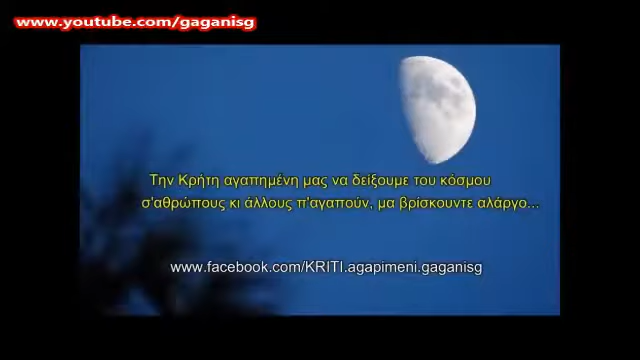 www.youtube.com/gaganisg
Την Κρήτη αγαπημένη μας να δείξουμε του κόσμου
σ'αθρώπους κι άλλους π'αγαπούν, μα βρίσκουντε αλάργο...
www.facebook.com/KRITI.agapimeni.gaganisg